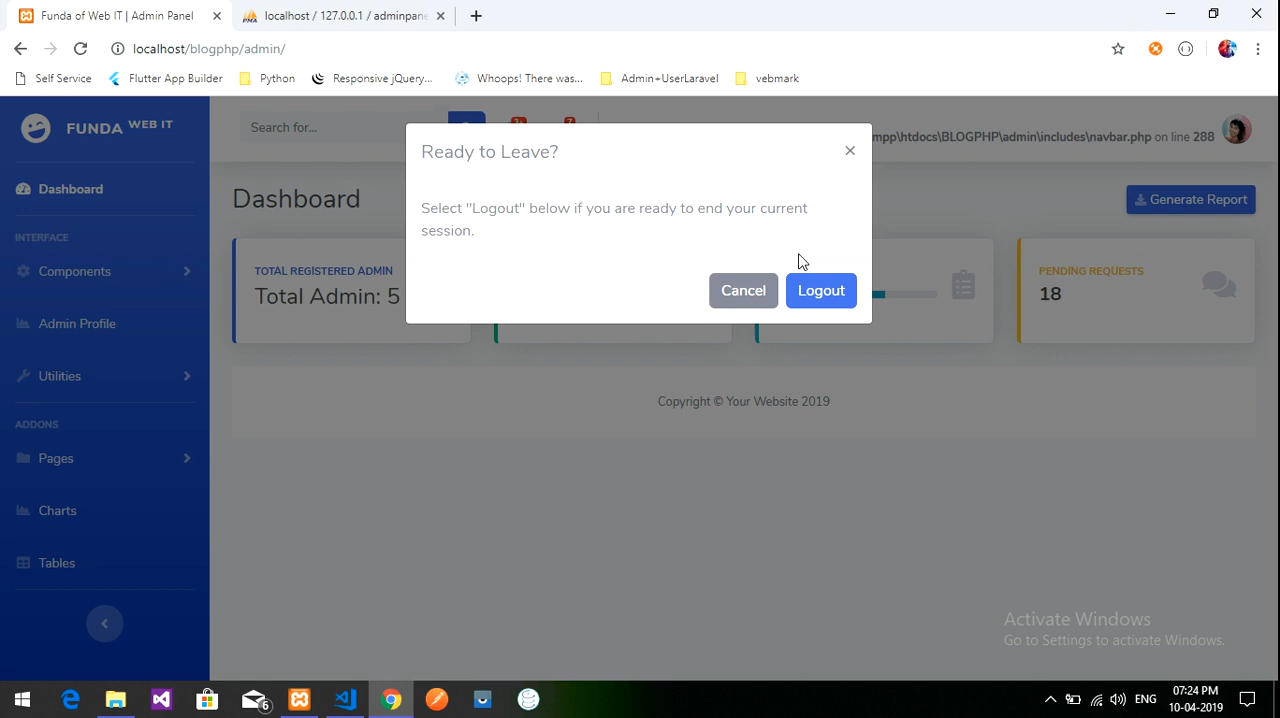 Funda of Web IT | Admin Panel
localhost / 127.0.0.1 / adminpane
localhost/blogphp/admin/
Self Service
Flutter App Builder
Python
Responsive jQuery...
Whoops! There was...
Admin+UserLaravel
vebmark
FUNDA WEB IT
Search for...
3+
7
mpp\htdocs\BLOGPHP\admin\includes\navbar.php on line 288
Ready to Leave?
Select "Logout" below if you are ready to end your current
session.
Cancel
Logout
Dashboard
Dashboard
Generate Report
INTERFACE
Components
Admin Profile
Utilities
ADDONS
Pages
Charts
Tables
TOTAL REGISTERED ADMIN
Total Admin: 5
PENDING REQUESTS
18
Copyright © Your Website 2019
Activate Windows
Go to Settings to activate Windows.
6
ENG
07:24 PM
10-04-2019